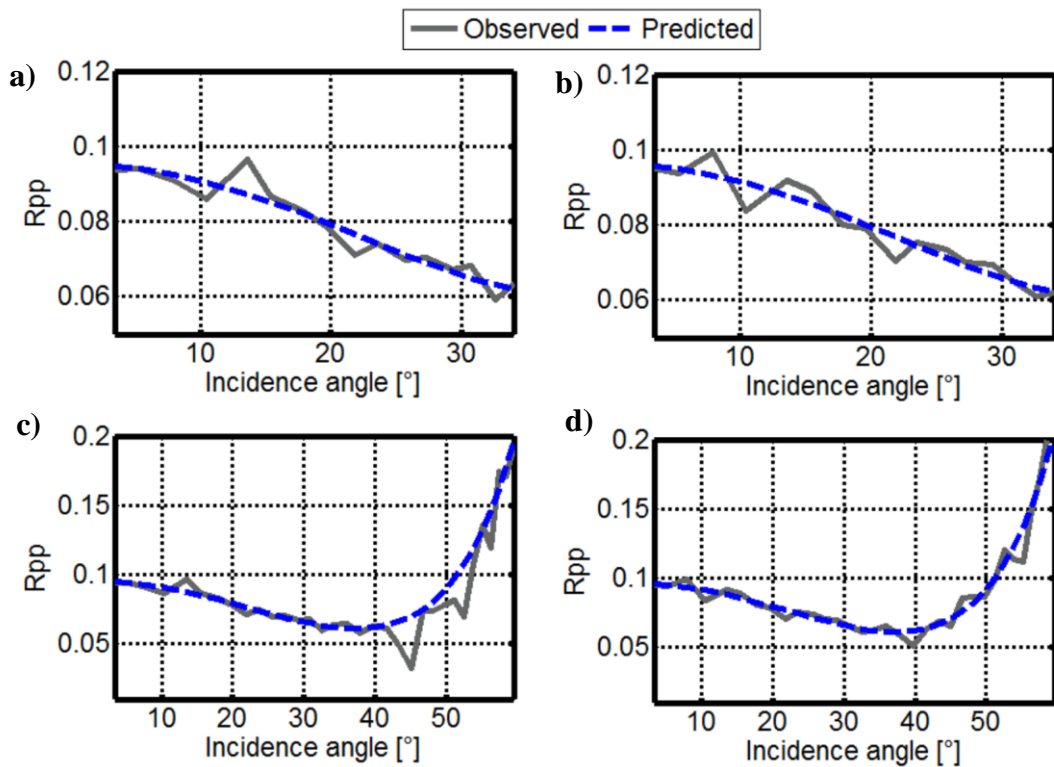 Observed Predicted
a)
0.12
0.1
0.08
0.06
Rpp
10 20 30
Incidence angle [°]
b)
0.12
0.1
0.08
0.06
Rpp
10 20 30
Incidence angle [°]
c)
0.2
0.15
0.1
0.05
Rpp
10 20 30 40 50
Incidence angle [°]
d)
0.2
0.15
0.1
0.05
Rpp
10 20 30 40 50
Incidence angle [°]